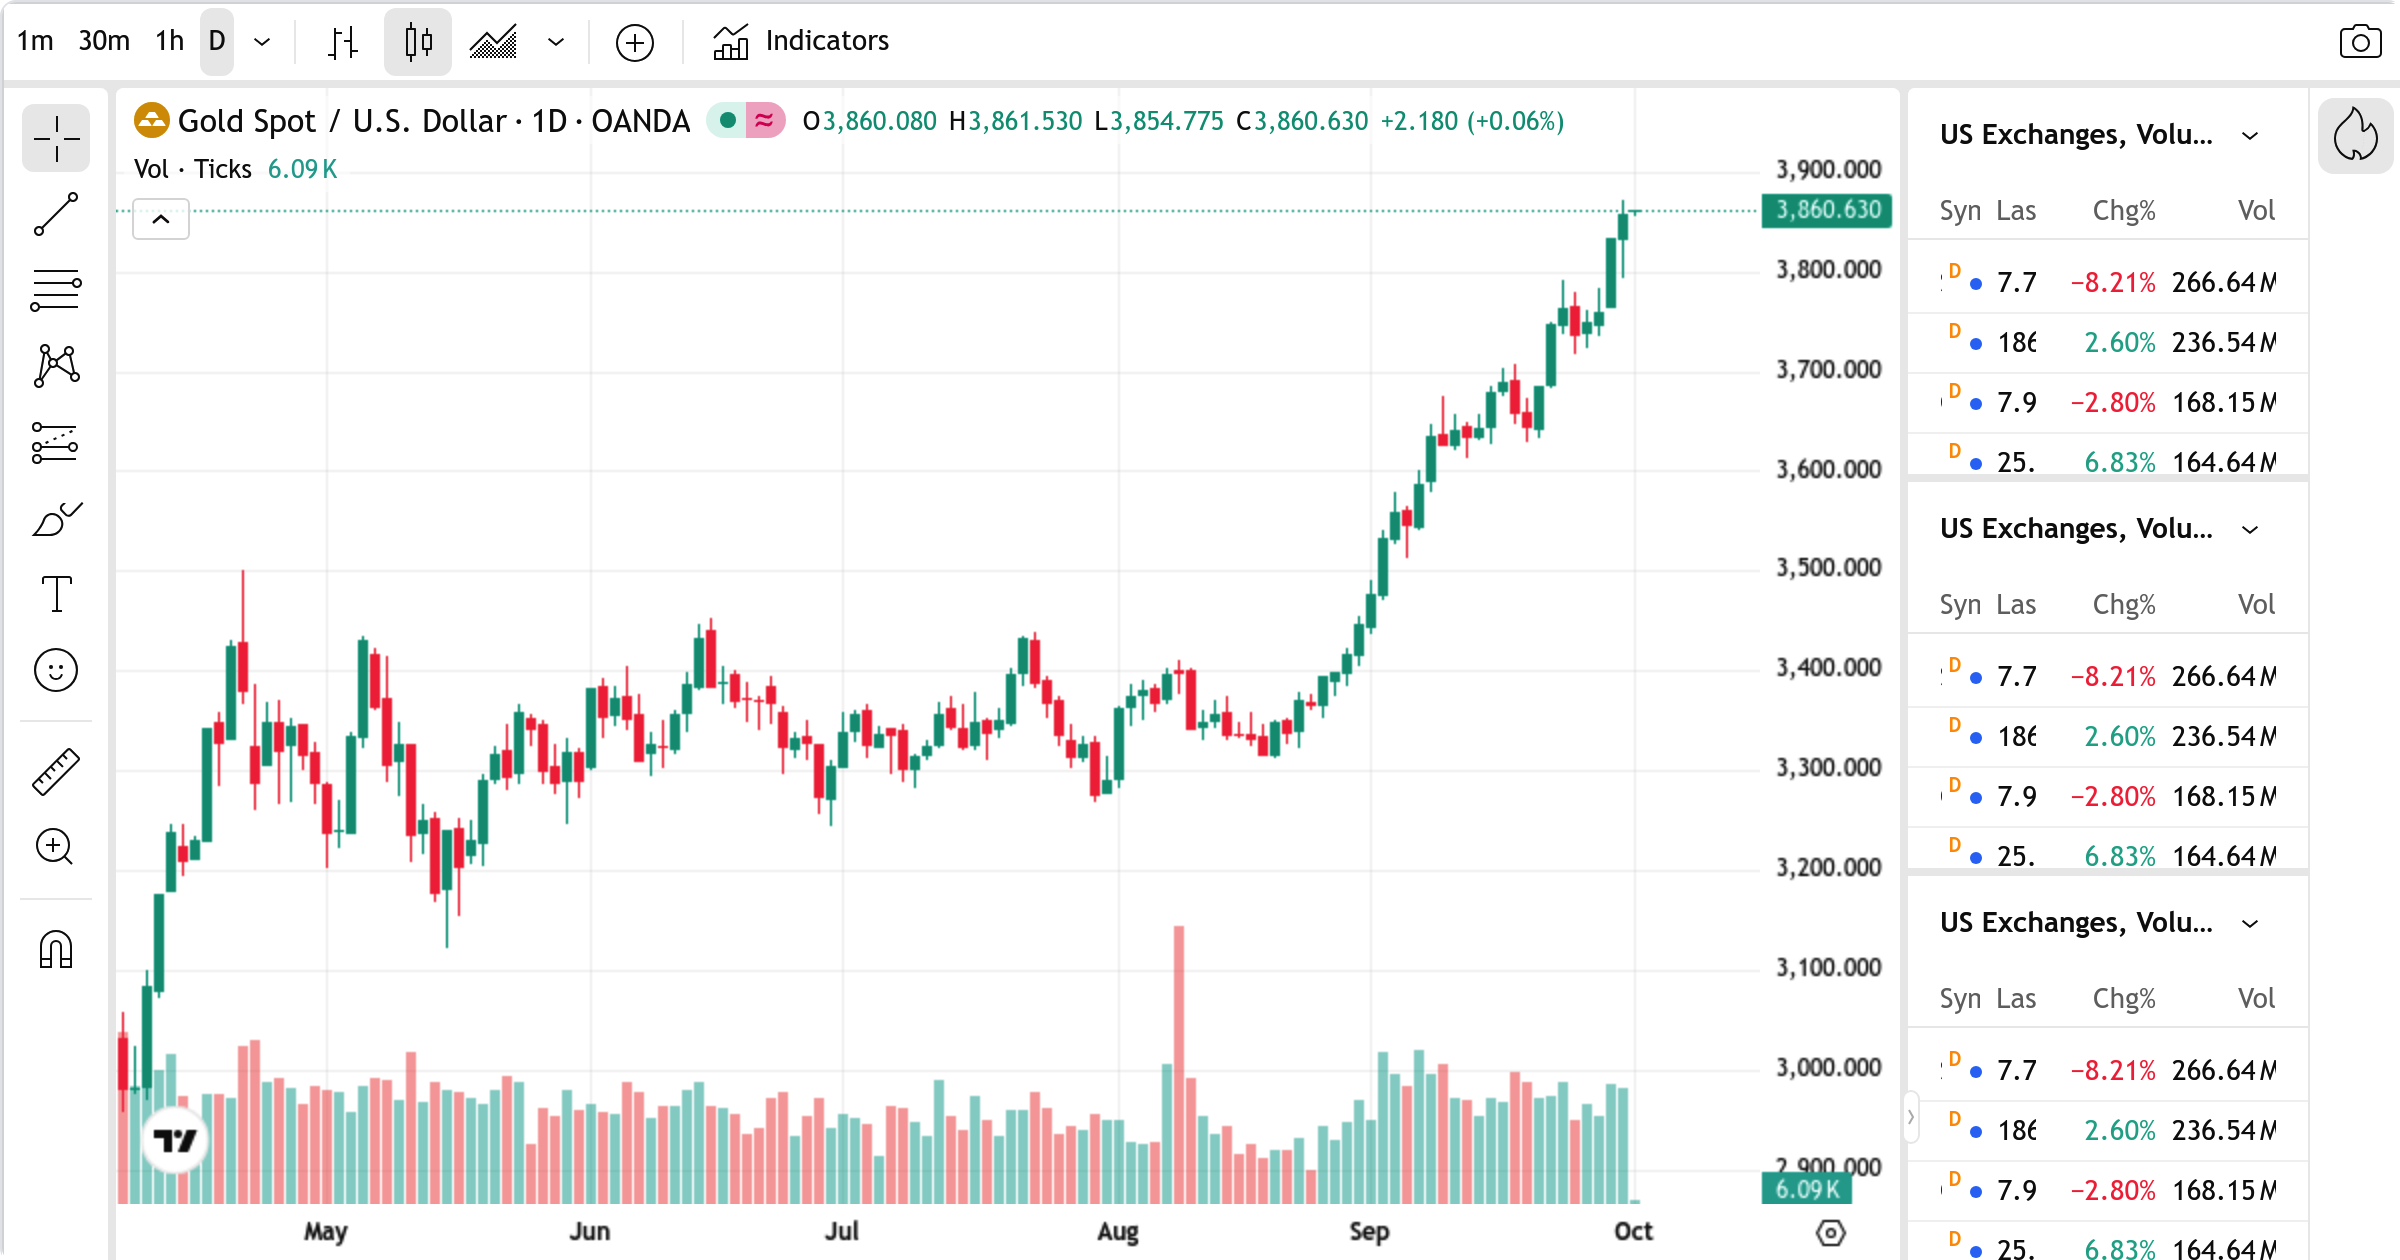 1m 30m 1h D Indicators
Gold Spot / U.S. Dollar · 1D · OANDA O3,860.080 H3,861.530 L3,854.775 C3,860.630 +2.180 (+0.06%)
Vol · Ticks 6.09K
3,900.000
3,860.630
3,800.000
3,700.000
3,600.000
3,500.000
3,400.000
3,300.000
3,200.000
3,100.000
3,000.000
2,900.000
6.09K
May Jun Jul Aug Sep Oct
US Exchanges, Volu...
Syn Las Chg% Vol
D 7.7 −8.21% 266.64M
D 186 2.60% 236.54M
D 7.9 −2.80% 168.15M
D 25. 6.83% 164.64M
US Exchanges, Volu...
Syn Las Chg% Vol
D 7.7 −8.21% 266.64M
D 186 2.60% 236.54M
D 7.9 −2.80% 168.15M
D 25. 6.83% 164.64M
US Exchanges, Volu...
Syn Las Chg% Vol
D 7.7 −8.21% 266.64M
D 186 2.60% 236.54M
D 7.9 −2.80% 168.15M
D 25. 6.83% 164.64M